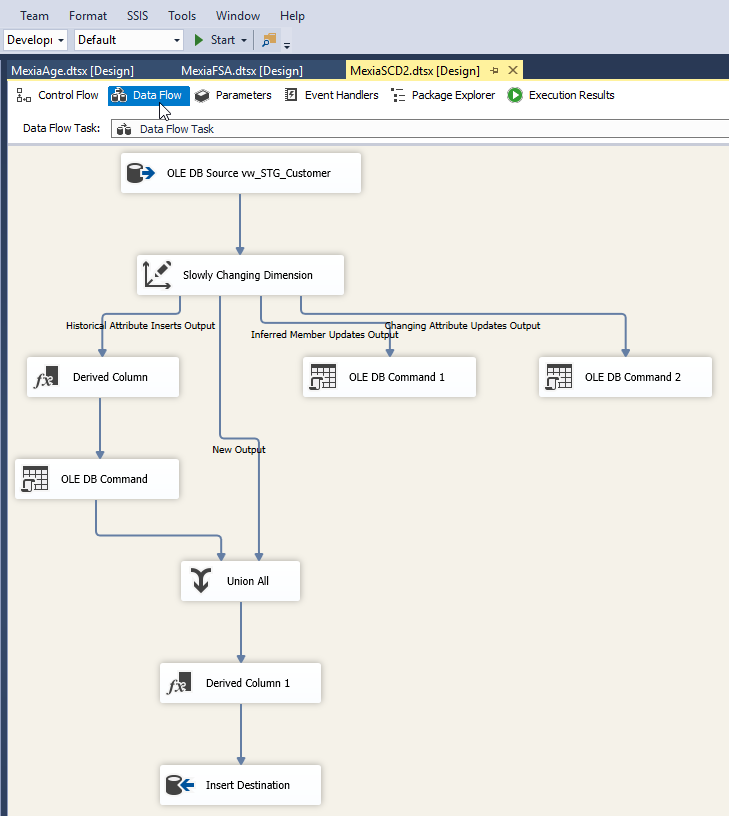 Team Format SSIS Tools Window Help
Developr Default Start
MexiaAge.dtsx [Design] MexiaFSA.dtsx [Design] MexiaSCD2.dtsx [Design]
Control Flow Data Flow Parameters Event Handlers Package Explorer Execution Results
Data Flow Task: Data Flow Task
OLE DB Source vw_STG_Customer
Slowly Changing Dimension
Historical Attribute Inserts Output
Inferred Member Updates Output
Changing Attribute Updates Output
Derived Column
OLE DB Command 1
OLE DB Command 2
New Output
OLE DB Command
Union All
Derived Column 1
Insert Destination